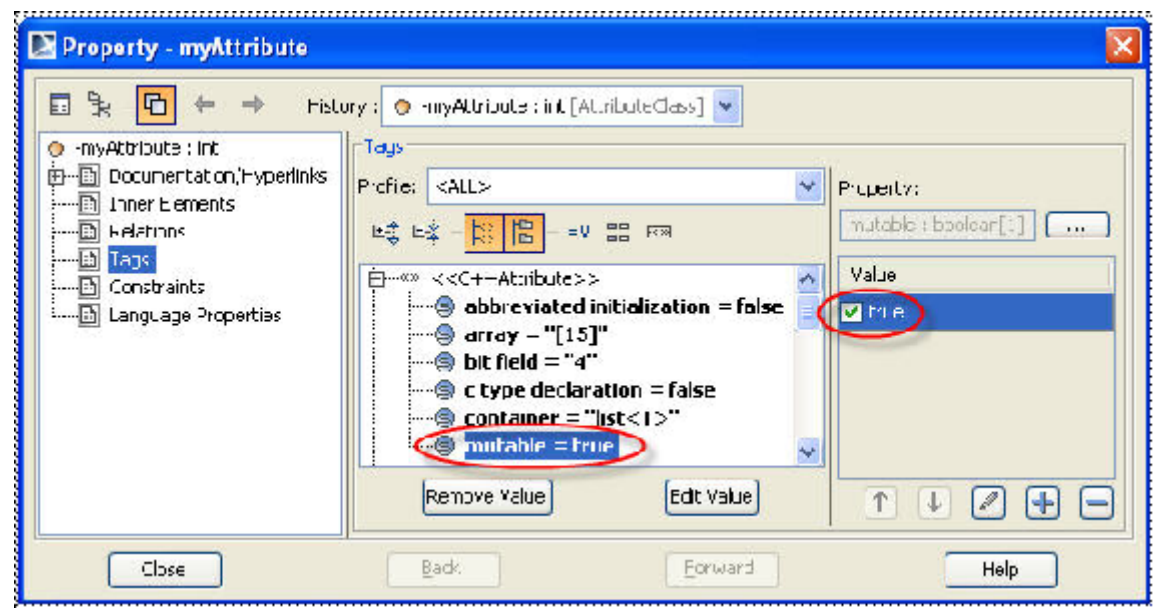 Property - myAttribute
History : -myAttribute : int [AttributeClass]
-myAttribute : int
Documentation/Hyperlinks
Inner Elements
Relations
Tags
Constraints
Language Properties
Tags
Profile: <ALL>
<<C++Attribute>>
abbreviated initialization = false
array = "[15]"
bit field = "4"
c type declaration = false
container = "list<T>"
mutable = true
Remove Value Edit Value
Property:
mutable : boolean[1] ...
Value
true
Close Back Forward Help